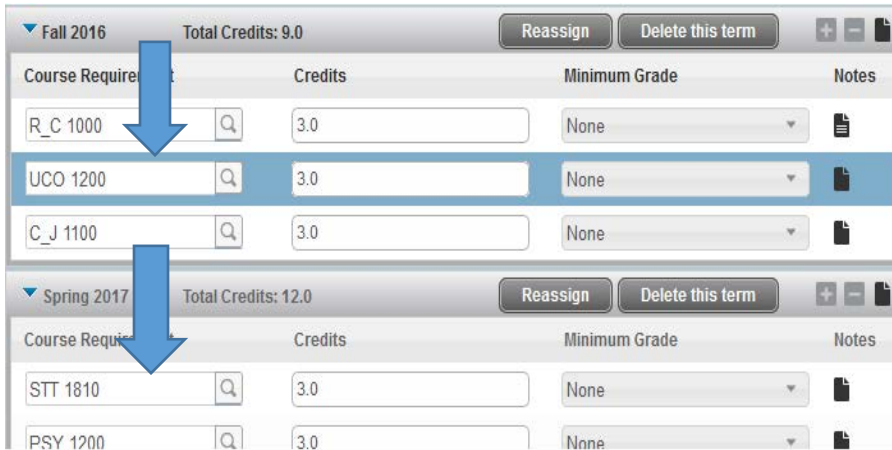 Fall 2016 Total Credits: 9.0 Reassign Delete this term
Course Credits Minimum Grade Notes
R_C 1000 3.0 None
UCO 1200 3.0 None
C_J 1100 3.0 None
Spring 2017 Total Credits: 12.0 Reassign Delete this term
Course Credits Minimum Grade Notes
STT 1810 3.0 None
PSY 1200 3.0 None